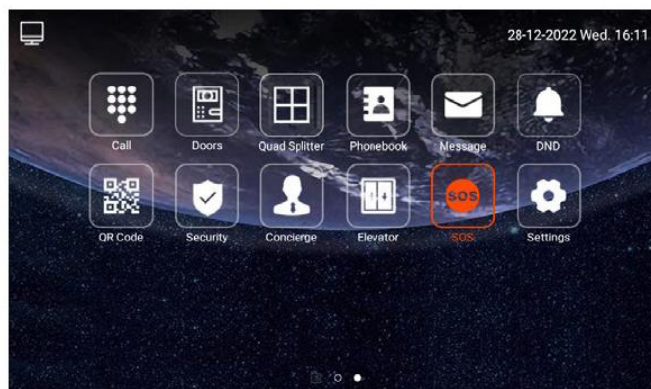 28-12-2022 Wed. 16:11
Call Doors Quad Splitter Phonebook Message DND
SOS
QR Code Security Concierge Elevator SOS Settings